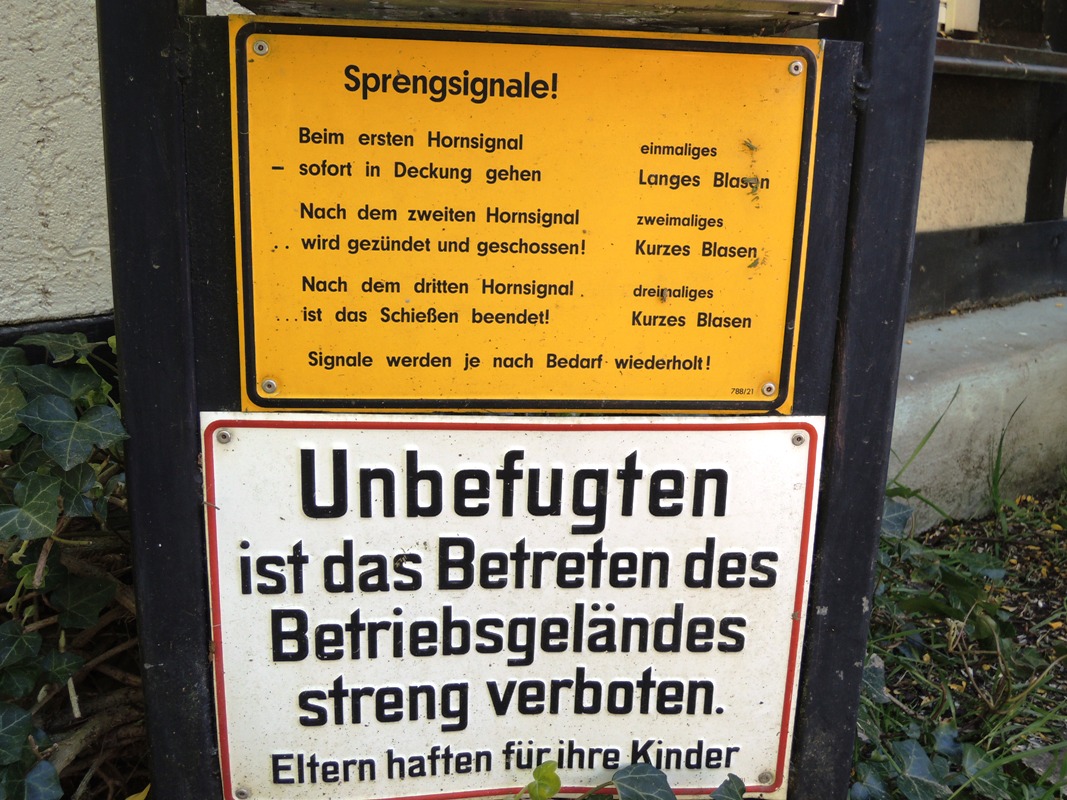 Sprengsignale!
Beim ersten Hornsignal einmaliges
– sofort in Deckung gehen Langes Blasen
Nach dem zweiten Hornsignal zweimaliges
.. wird gezündet und geschossen! Kurzes Blasen
Nach dem dritten Hornsignal dreimaliges
... ist das Schießen beendet! Kurzes Blasen
Signale werden je nach Bedarf wiederholt!
788/21
Unbefugten
ist das Betreten des
Betriebsgeländes
streng verboten.
Eltern haften für ihre Kinder